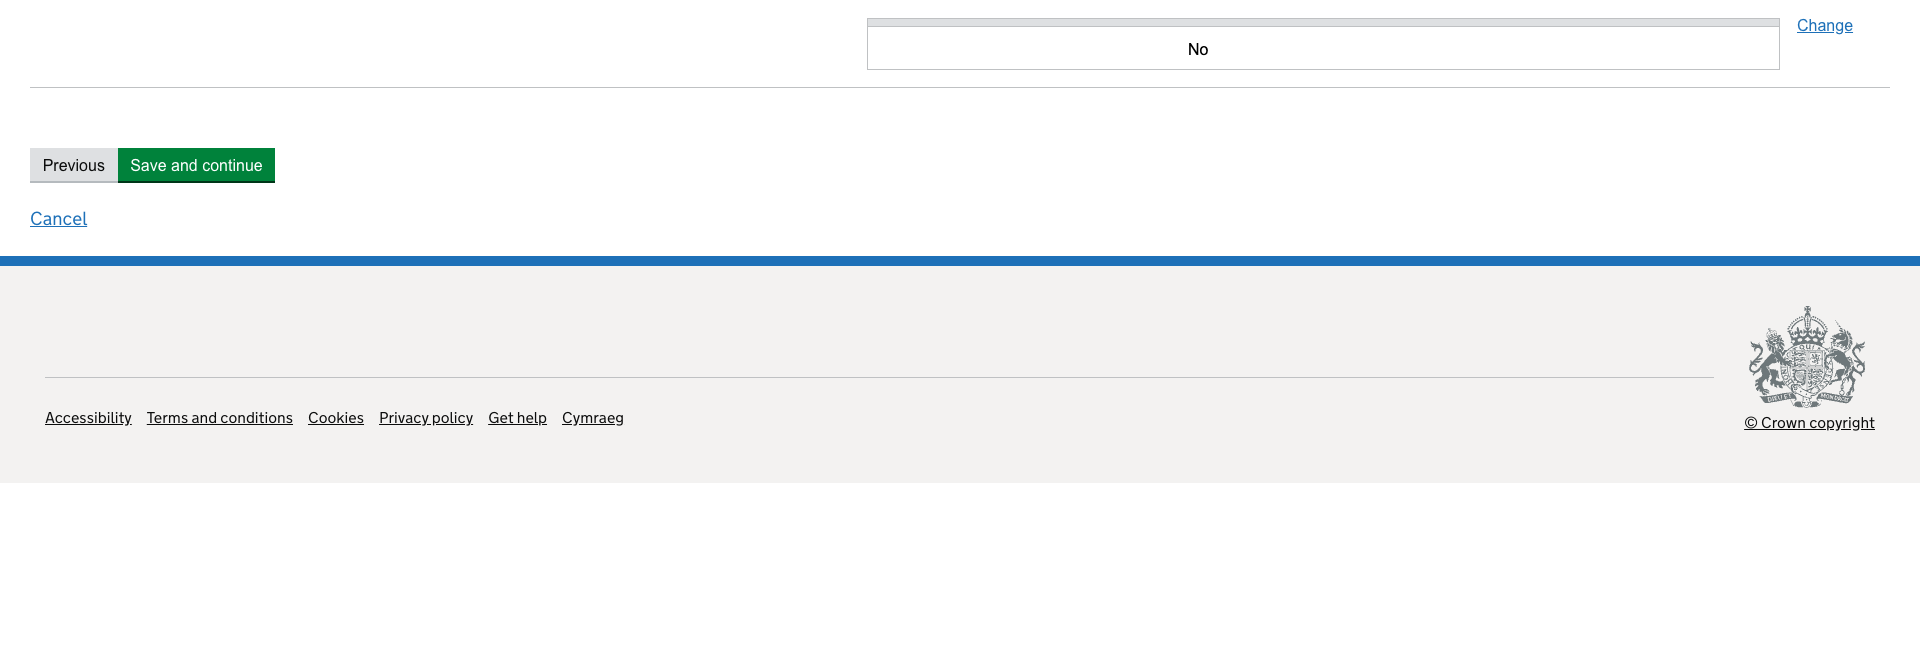 Change
No
Previous Save and continue
Cancel
Accessibility Terms and conditions Cookies Privacy policy Get help Cymraeg
© Crown copyright